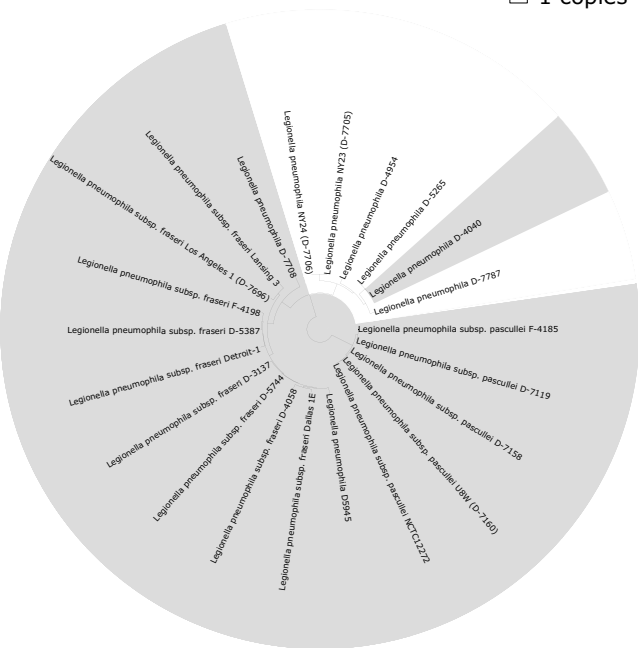 1 copies
Legionella pneumophila NY24 (D-7706)
Legionella pneumophila NY23 (D-7705)
Legionella pneumophila D-4954
Legionella pneumophila D-5265
Legionella pneumophila D-4040
Legionella pneumophila D-7787
Legionella pneumophila subsp. pascullei F-4185
Legionella pneumophila subsp. pascullei D-7119
Legionella pneumophila subsp. pascullei D-7158
Legionella pneumophila subsp. pascullei U8W (D-7160)
Legionella pneumophila subsp. pascullei NCTC12272
Legionella pneumophila D5945
Legionella pneumophila subsp. fraseri Dallas 1E
Legionella pneumophila subsp. fraseri D-4058
Legionella pneumophila subsp. fraseri D-5744
Legionella pneumophila subsp. fraseri D-3137
Legionella pneumophila subsp. fraseri Detroit-1
Legionella pneumophila subsp. fraseri D-5387
Legionella pneumophila subsp. fraseri F-4198
Legionella pneumophila subsp. fraseri Los Angeles 1 (D-7696)
Legionella pneumophila subsp. fraseri Lansing 3
Legionella pneumophila D-7708